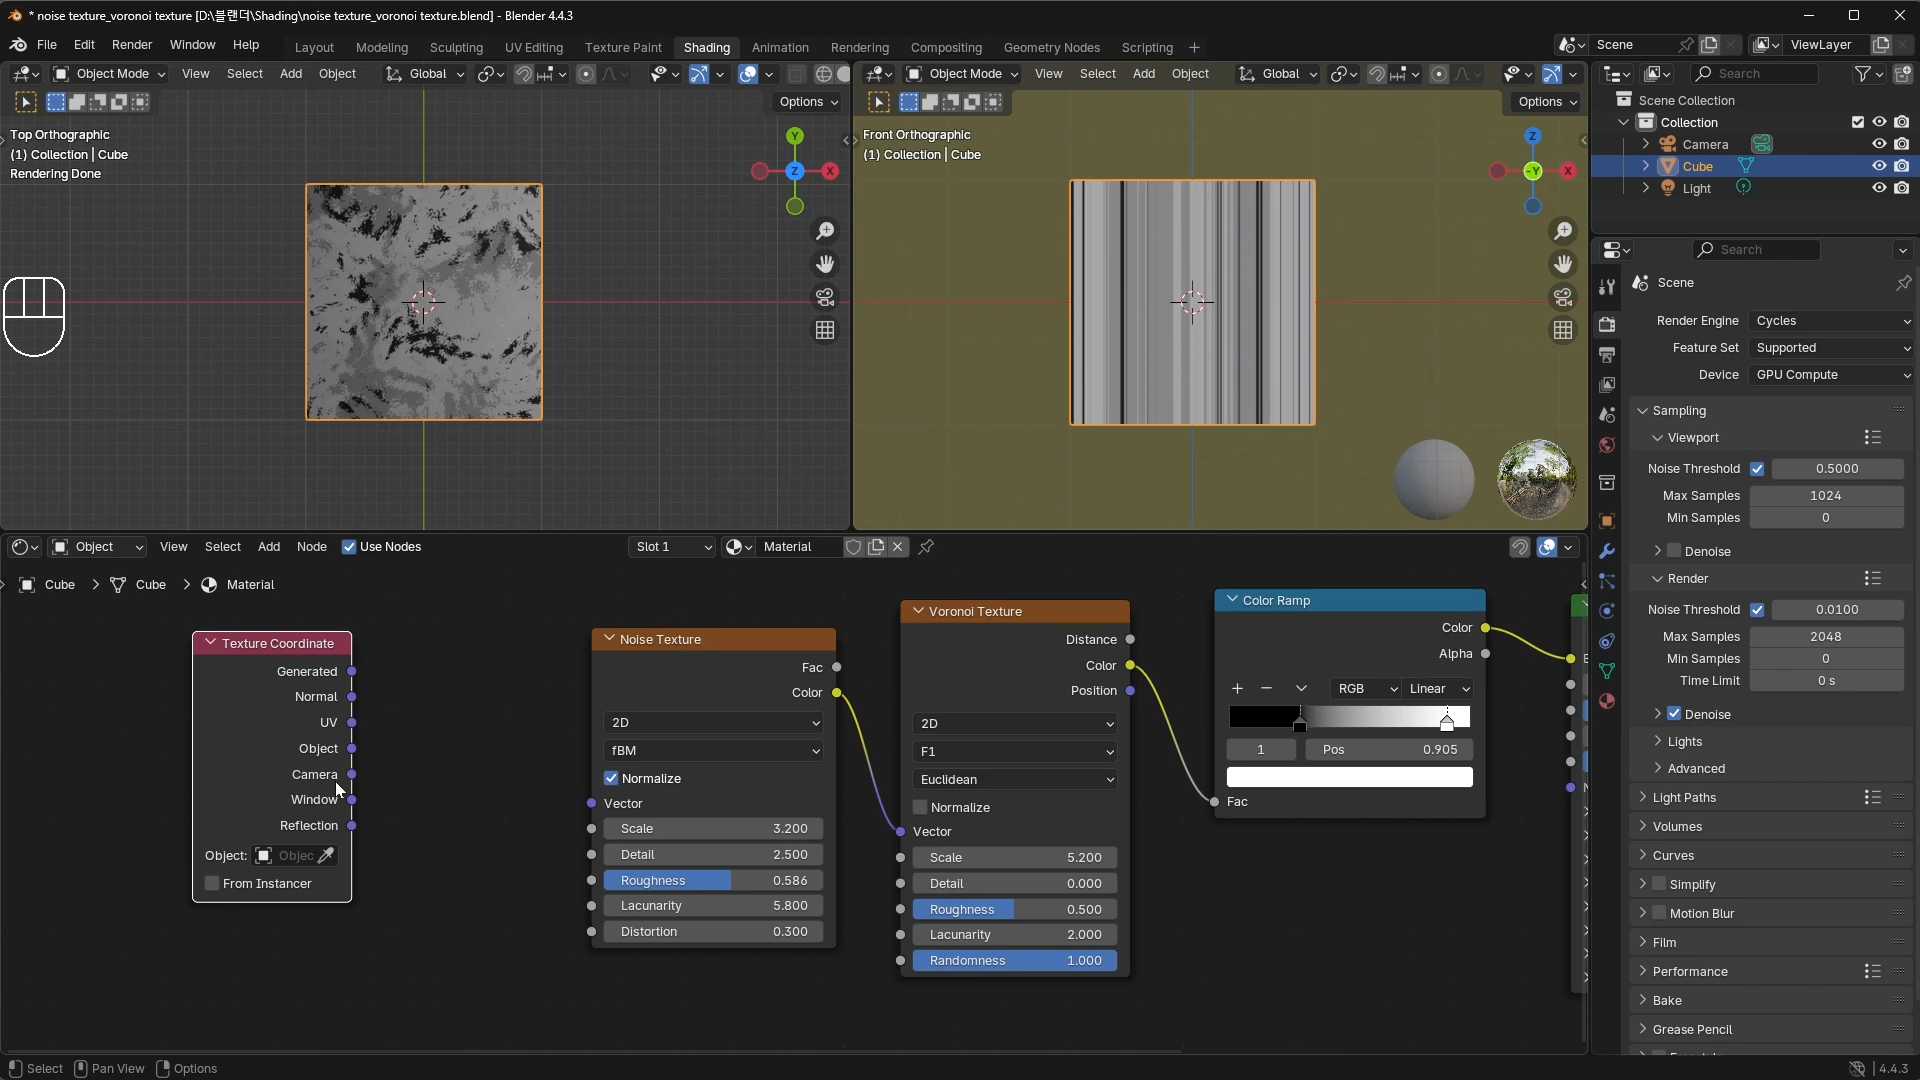 * noise texture_voronoi texture [D:\블랜더\Shading\noise texture_voronoi texture.blend] - Blender 4.4.3
File Edit Render Window Help Layout Modeling Sculpting UV Editing Texture Paint Shading Animation Rendering Compositing Geometry Nodes Scripting + Scene ViewLayer
Object Mode View Select Add Object Global
Options
Top Orthographic
(1) Collection | Cube
Rendering Done
Y
X
Z
Object Mode View Select Add Object Global
Options
Front Orthographic
(1) Collection | Cube
Z
X
-Y
Search
Scene Collection
Collection
Camera
Cube
Light
Search
Scene
Render Engine Cycles
Feature Set Supported
Device GPU Compute
Sampling
Viewport
Noise Threshold 0.5000
Max Samples 1024
Min Samples 0
Denoise
Render
Noise Threshold 0.0100
Max Samples 2048
Min Samples 0
Time Limit 0 s
Denoise
Lights
Advanced
Light Paths
Volumes
Curves
Simplify
Motion Blur
Film
Performance
Bake
Grease Pencil
Object View Select Add Node Use Nodes Slot 1 Material
Cube Cube Material
Texture Coordinate
Generated
Normal
UV
Object
Camera
Window
Reflection
Object: Objec
From Instancer
Noise Texture
Fac
Color
2D
fBM
Normalize
Vector
Scale 3.200
Detail 2.500
Roughness 0.586
Lacunarity 5.800
Distortion 0.300
Voronoi Texture
Distance
Color
Position
2D
F1
Euclidean
Normalize
Vector
Scale 5.200
Detail 0.000
Roughness 0.500
Lacunarity 2.000
Randomness 1.000
Color Ramp
Color
Alpha
RGB Linear
1 Pos 0.905
Fac
Select Pan View Options 4.4.3